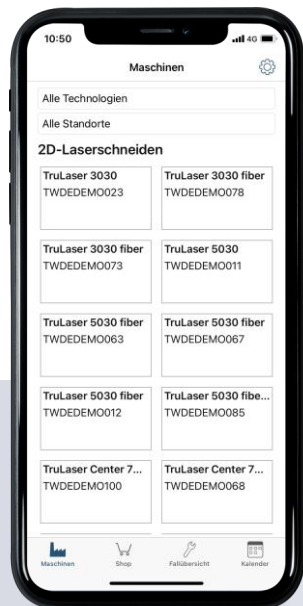 10:50
4G
Maschinen
Alle Technologien
Alle Standorte
2D-Laserschneiden
TruLaser 3030
TWDEDEMO023
TruLaser 3030 fiber
TWDEDEMO078
TruLaser 3030 fiber
TWDEDEMO073
TruLaser 5030
TWDEDEMO011
TruLaser 5030 fiber
TWDEDEMO063
TruLaser 5030 fiber
TWDEDEMO067
TruLaser 5030 fiber
TWDEDEMO012
TruLaser 5030 fibe...
TWDEDEMO085
TruLaser Center 7...
TWDEDEMO100
TruLaser Center 7...
TWDEDEMO068
Maschinen
Shop
Fallübersicht
Kalender